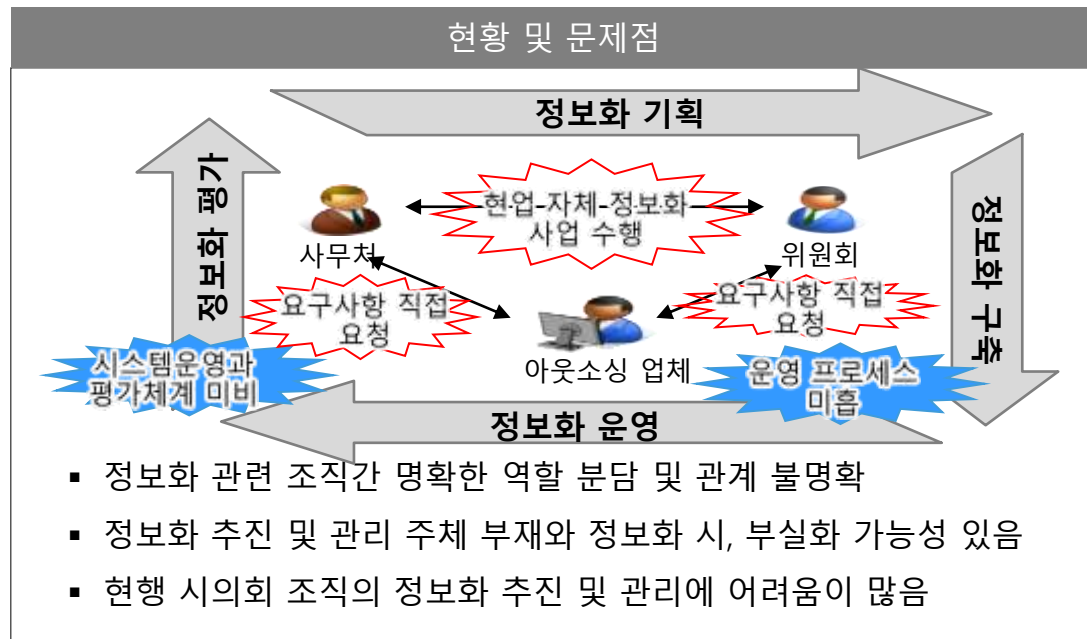 현황 및 문제점
정보화 기획
정보화 평가
현업-자체-정보화
사업 수행
정보화 구축
사무처
위원회
요구사항 직접
요청
요구사항 직접
요청
아웃소싱 업체
시스템운영과
평가체계 미비
운영 프로세스
미흡
정보화 운영
▪ 정보화 관련 조직간 명확한 역할 분담 및 관계 불명확
▪ 정보화 추진 및 관리 주체 부재와 정보화 시, 부실화 가능성 있음
▪ 현행 시의회 조직의 정보화 추진 및 관리에 어려움이 많음